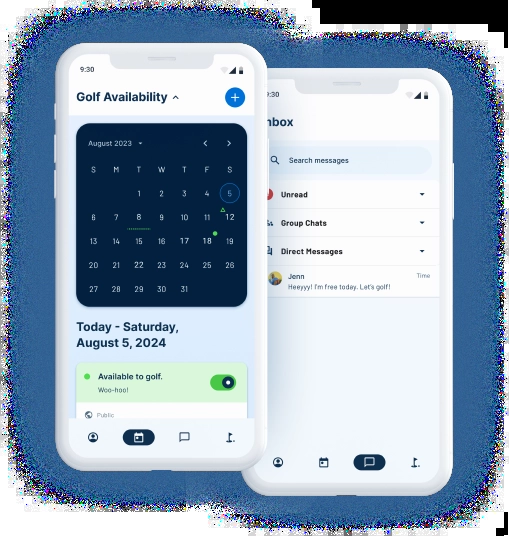 9:30
Golf Availability
August 2023
S M T W T F S
1 2 3 4 5
6 7 8 9 10 11 12
13 14 15 16 17 18 19
20 21 22 23 24 25 26
27 28 29 30 31
Today - Saturday,
August 5, 2024
Available to golf.
Woo-hoo!
Public
9:30
nbox
Search messages
Unread
Group Chats
Direct Messages
Jenn
Time
Heeyyy! I'm free today. Let's golf!